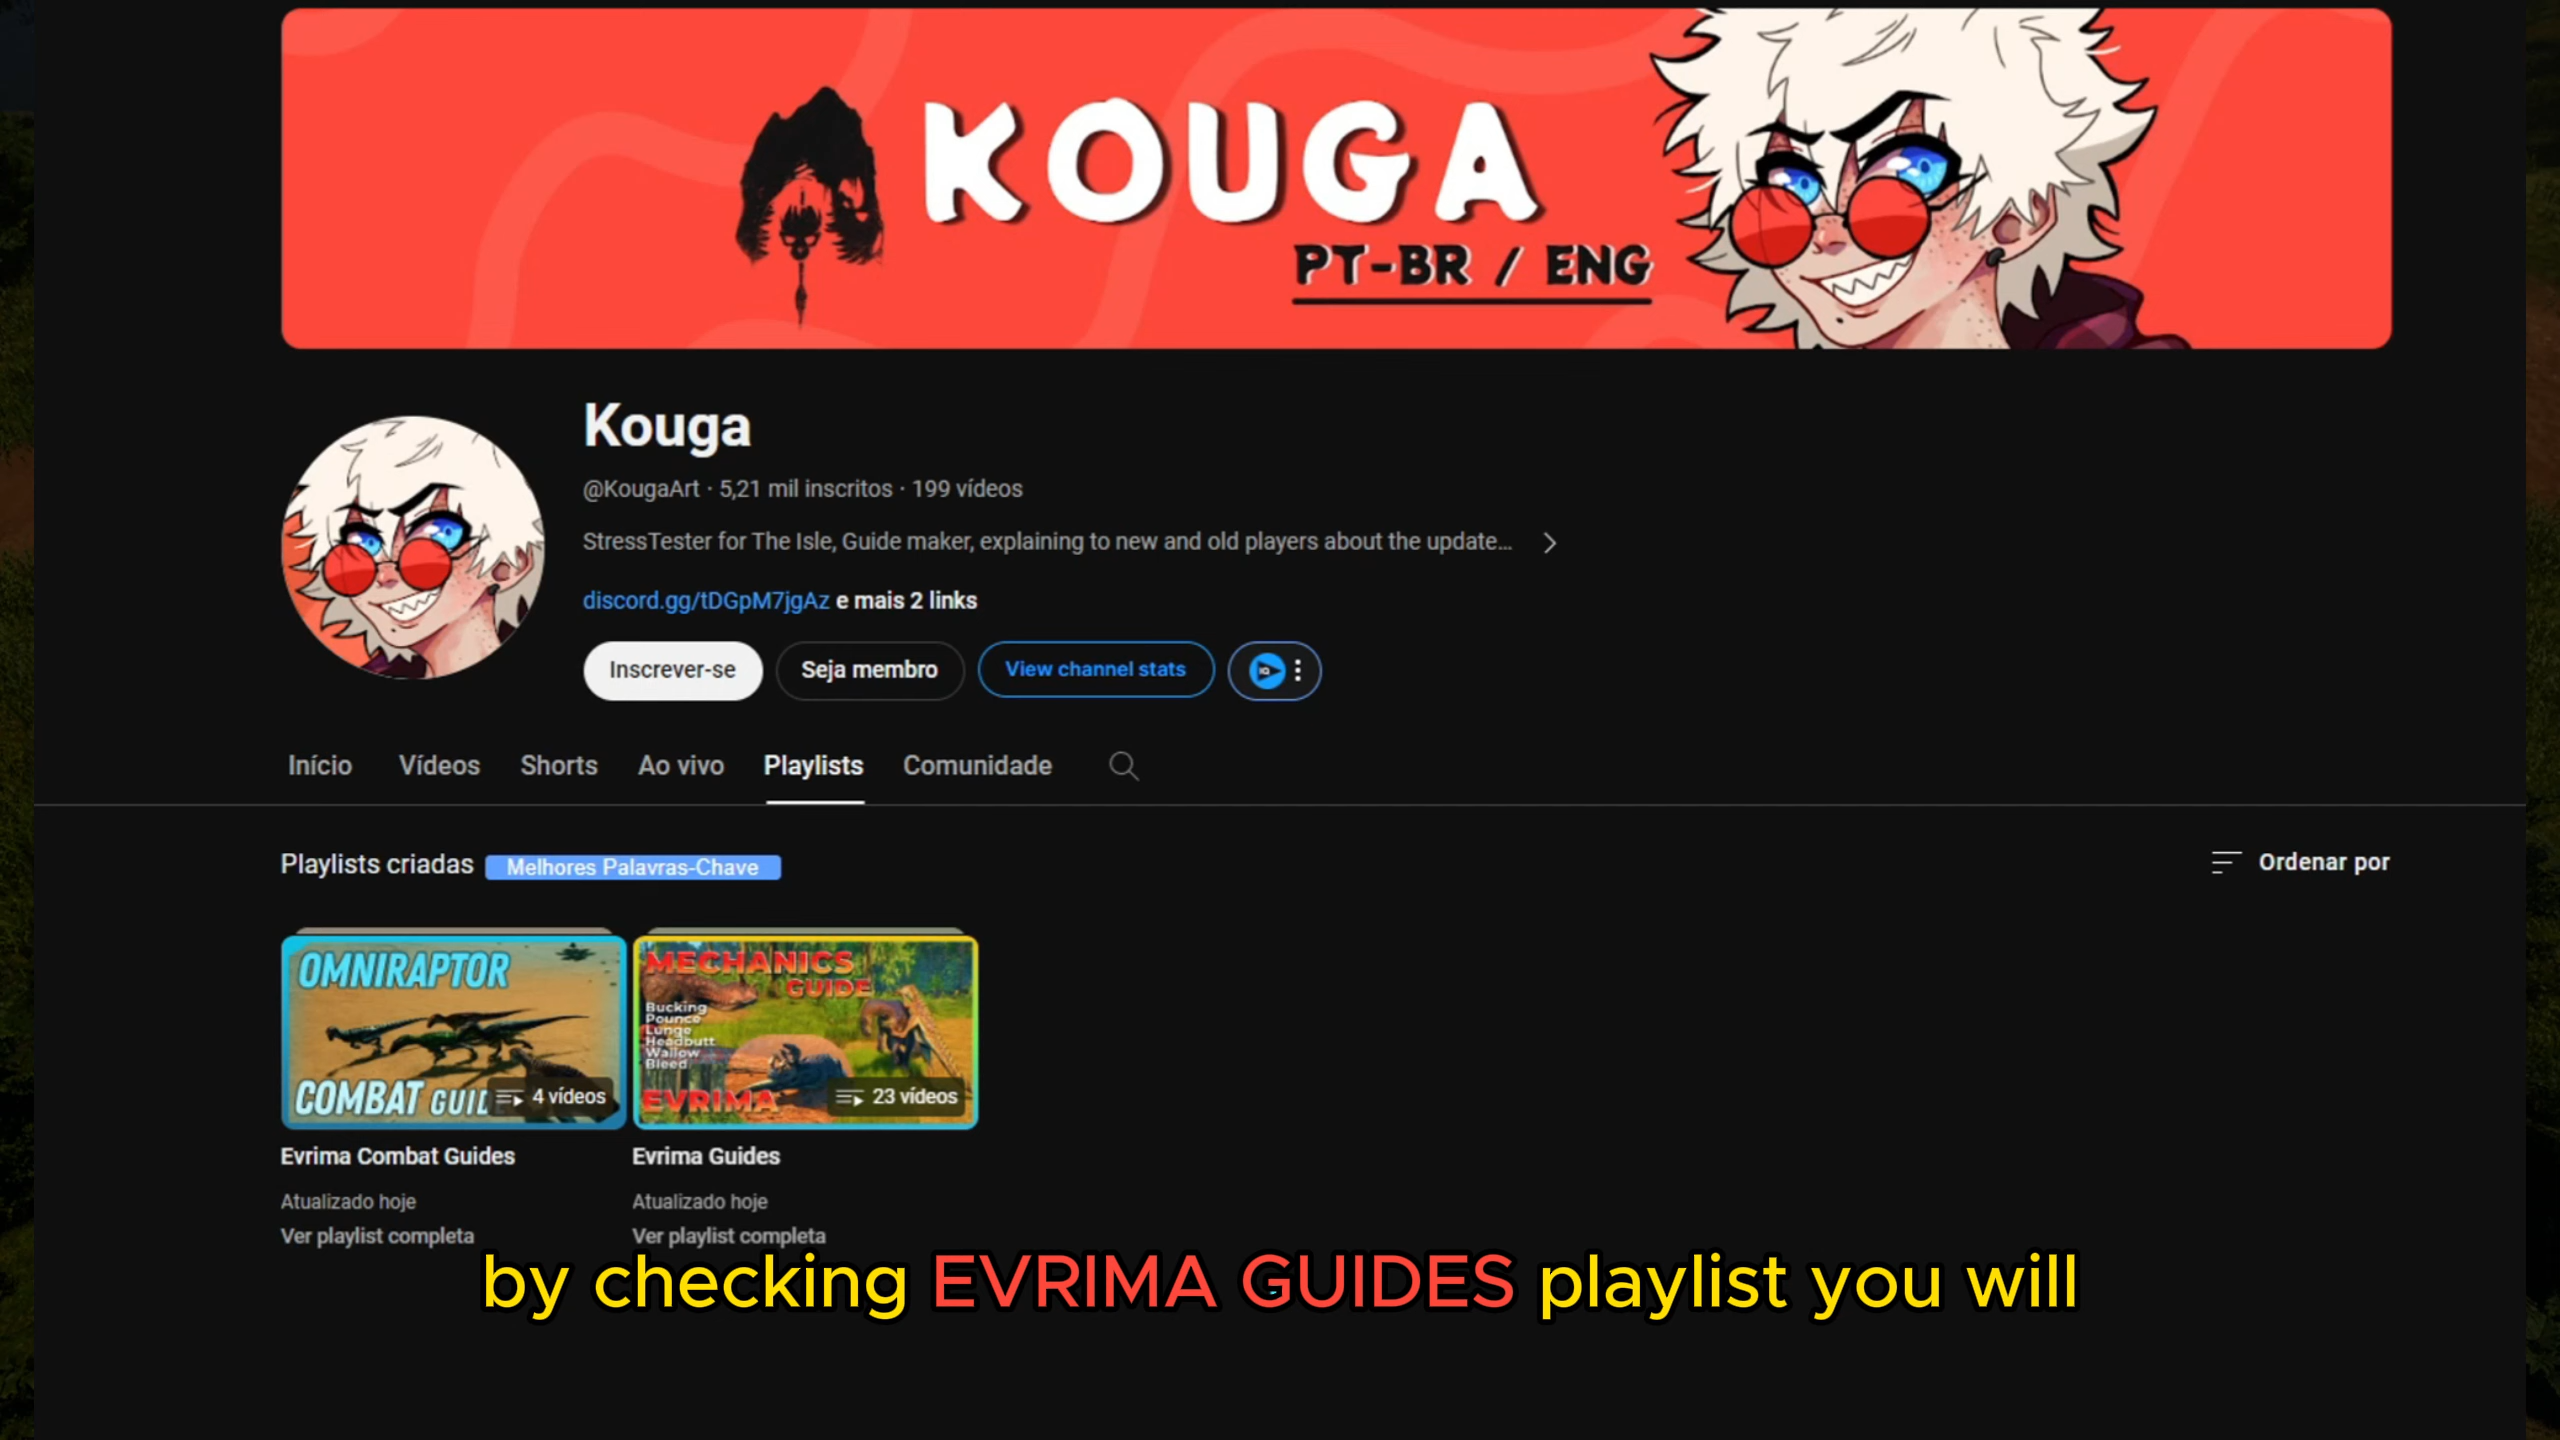 KOUGA
PT-BR / ENG
Kouga
@KougaArt · 5,21 mil inscritos · 199 vídeos
StressTester for The Isle, Guide maker, explaining to new and old players about the update...
discord.gg/tDGpM7jgAz e mais 2 links
Inscrever-se
Seja membro
View channel stats
Início
Vídeos
Shorts
Ao vivo
Playlists
Comunidade
Playlists criadas
Melhores Palavras-Chave
Ordenar por
OMNIRAPTOR
COMBAT GUID
4 vídeos
MECHANICS
GUIDE
Bucking
Pounce
Lunge
Headbutt
Wallow
Bleed
EVRIMA
23 vídeos
Evrima Combat Guides
Atualizado hoje
Ver playlist completa
Evrima Guides
Atualizado hoje
Ver playlist completa
by checking EVRIMA GUIDES playlist you will